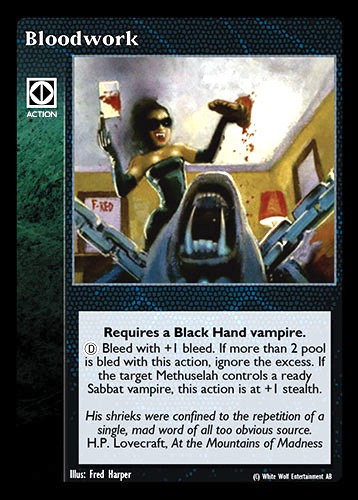 Bloodwork
ACTION
F-RED
Requires a Black Hand vampire.
Ⓓ Bleed with +1 bleed. If more than 2 pool
is bled with this action, ignore the excess. If
the target Methuselah controls a ready
Sabbat vampire, this action is at +1 stealth.
His shrieks were confined to the repetition of a
single, mad word of all too obvious source.
H.P. Lovecraft, At the Mountains of Madness
Illus: Fred Harper
(C) White Wolf Entertainment AB